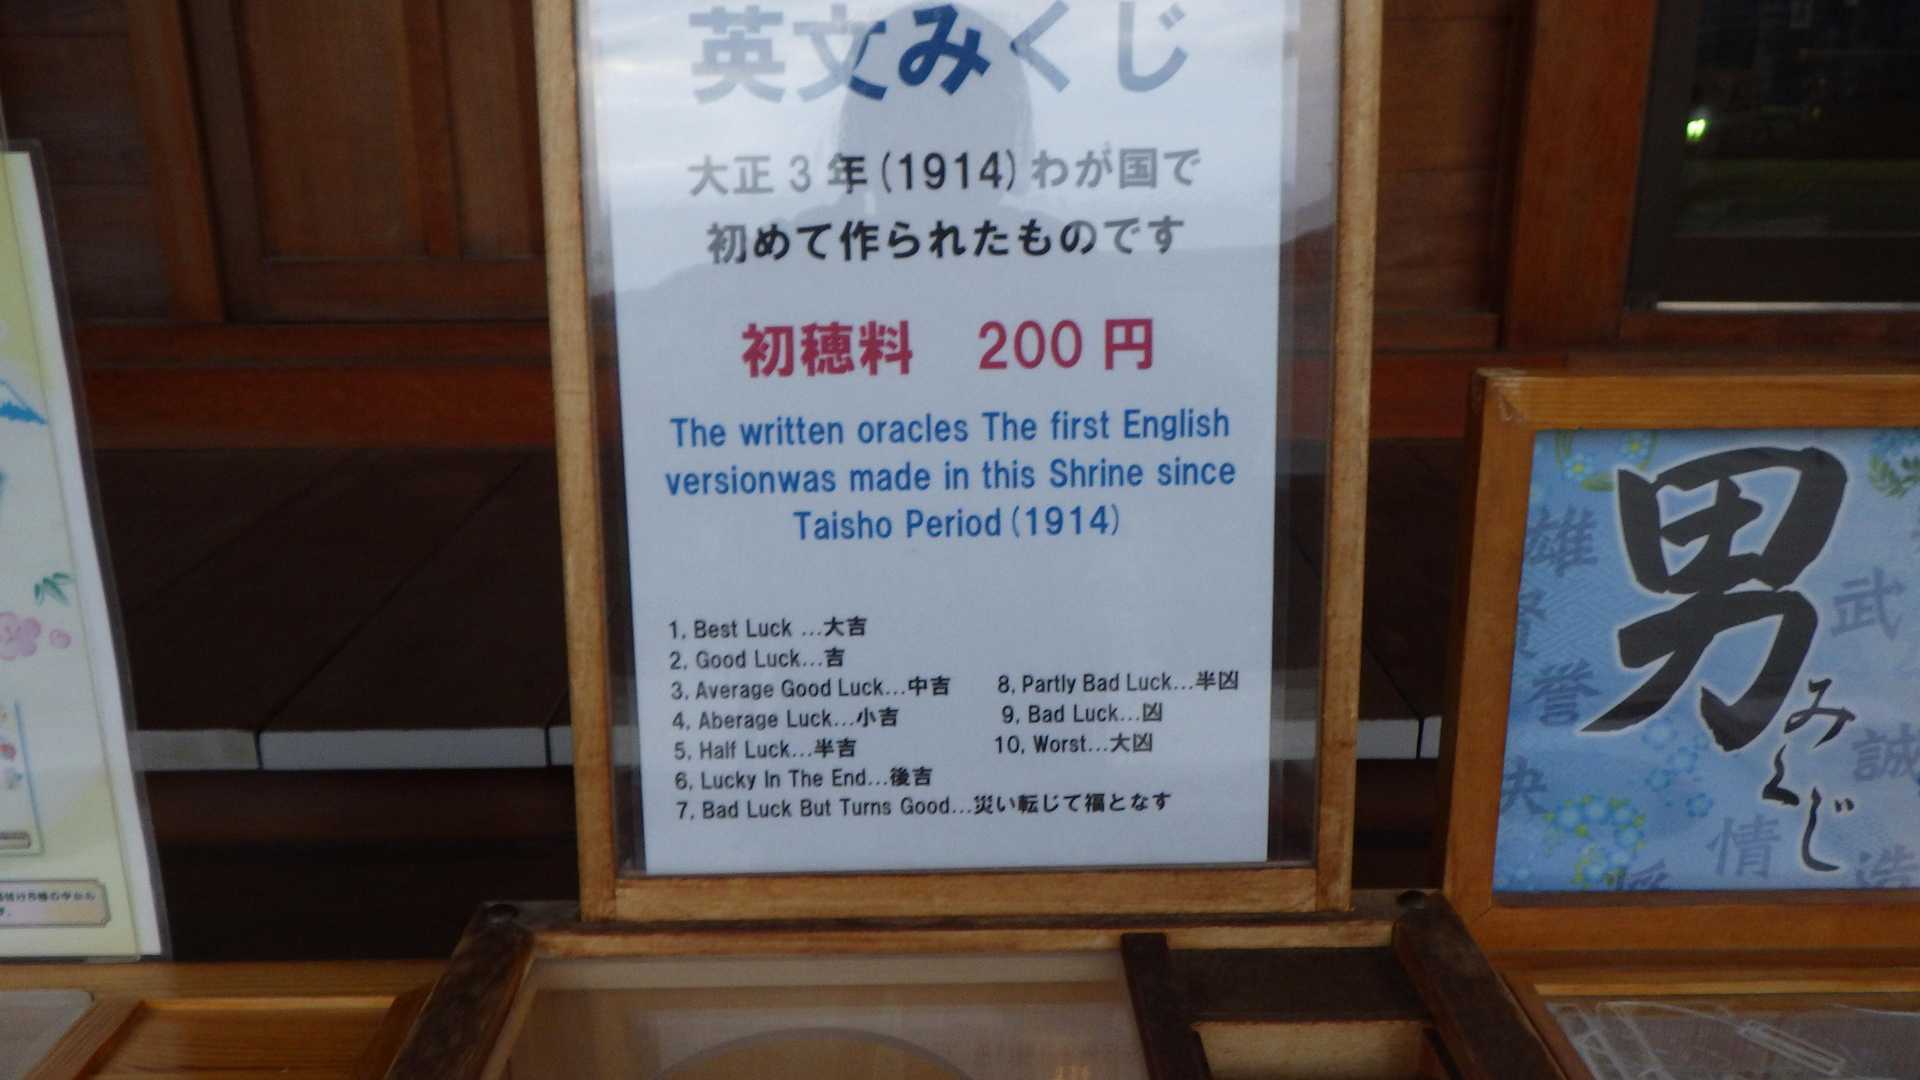 英文みくじ
大正3年(1914)わが国で
初めて作られたものです
初穂料 200円
The written oracles The first English
versionwas made in this Shrine since
Taisho Period(1914)
1, Best Luck ...大吉
2, Good Luck...吉
3, Average Good Luck...中吉
4, Aberage Luck...小吉
5, Half Luck...半吉
6, Lucky In The End...後吉
7, Bad Luck But Turns Good...災い転じて福となす
8, Partly Bad Luck...半凶
9, Bad Luck...凶
10, Worst...大凶
男みくじ
雄
武
誉
誠
決
情